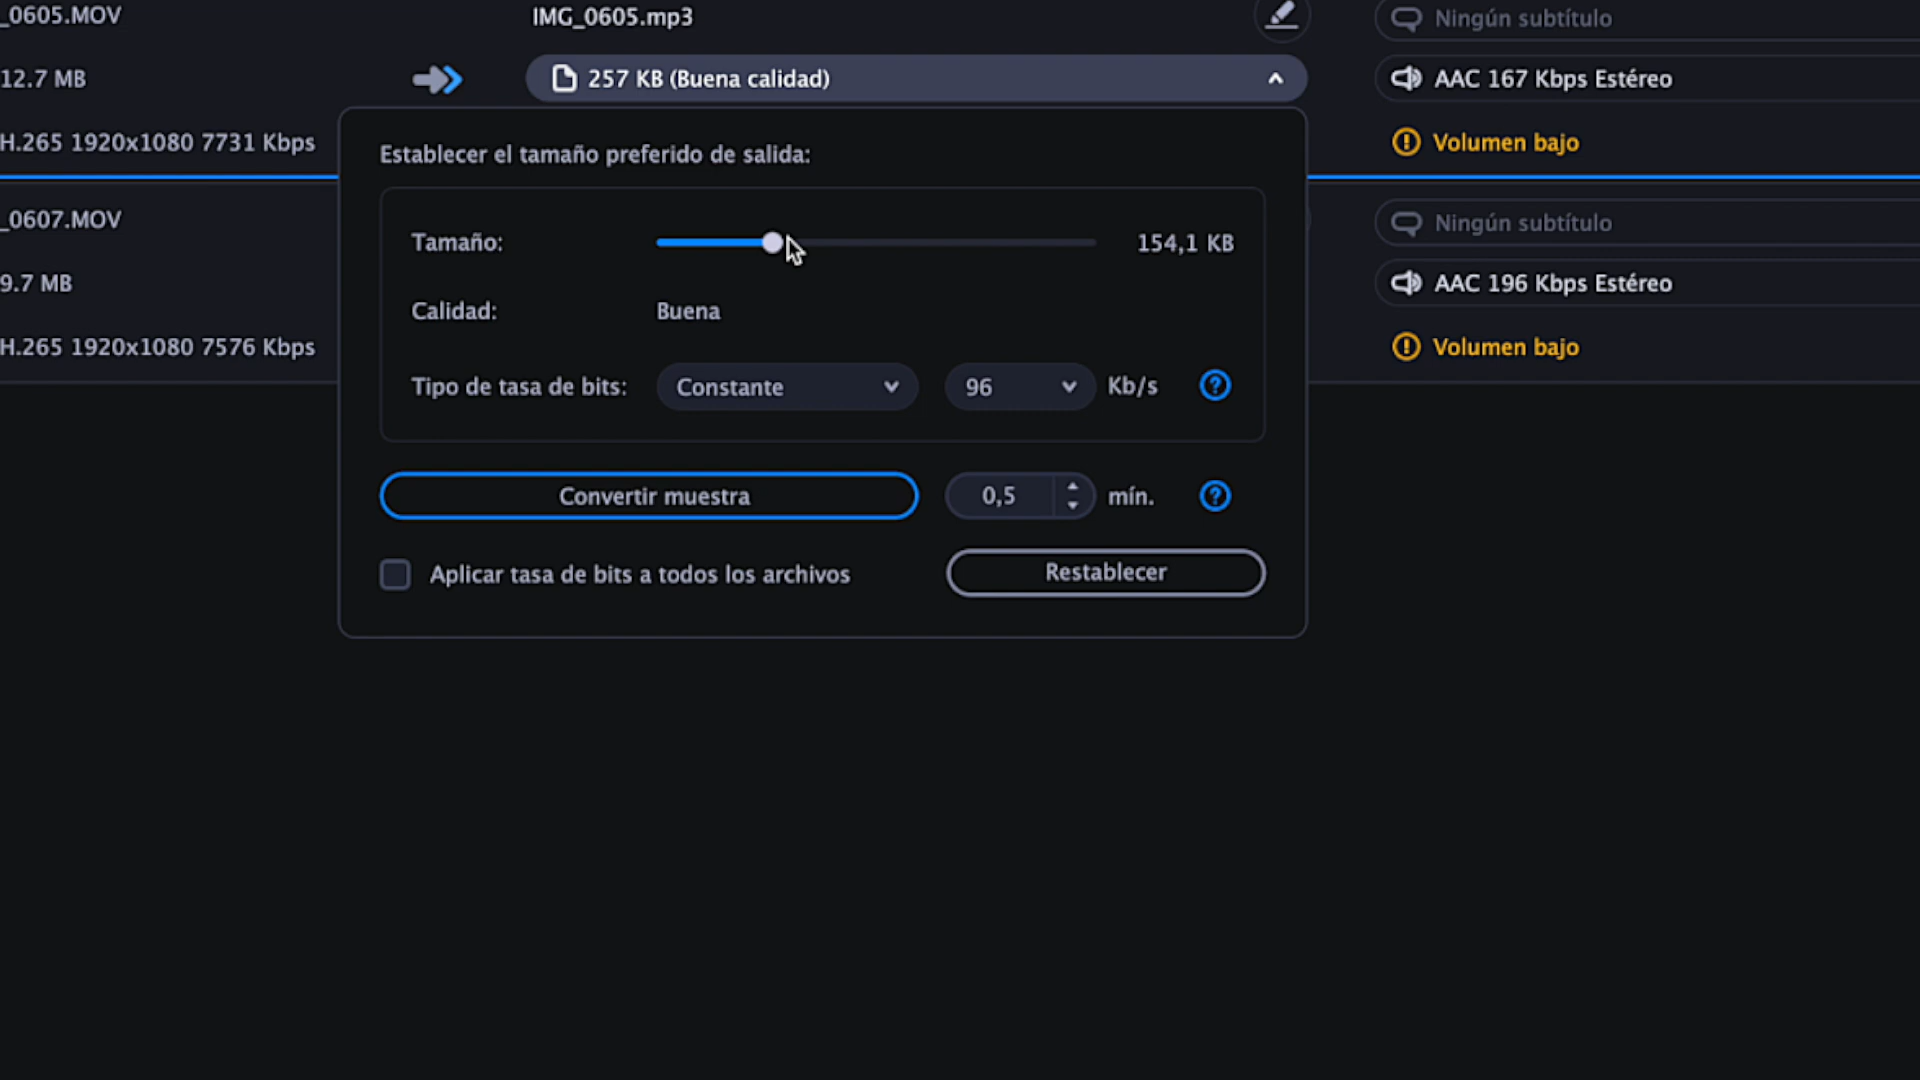 _0605.MOV
IMG_0605.mp3
Ningún subtítulo
12.7 MB
257 KB (Buena calidad)
AAC 167 Kbps Estéreo
H.265 1920x1080 7731 Kbps
Volumen bajo
Establecer el tamaño preferido de salida:
_0607.MOV
Ningún subtítulo
Tamaño:
154,1 KB
9.7 MB
AAC 196 Kbps Estéreo
Calidad:
Buena
H.265 1920x1080 7576 Kbps
Volumen bajo
Tipo de tasa de bits:
Constante
96
Kb/s
?
Convertir muestra
0,5
mín.
?
Aplicar tasa de bits a todos los archivos
Restablecer